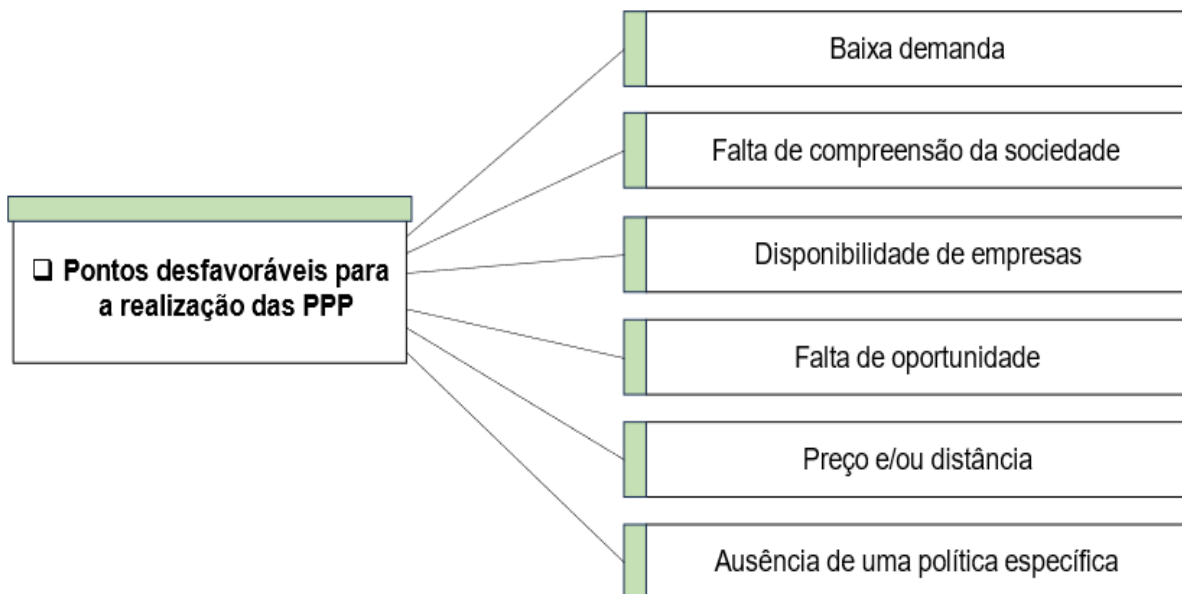 ❑ Pontos desfavoráveis para
a realização das PPP
Baixa demanda
Falta de compreensão da sociedade
Disponibilidade de empresas
Falta de oportunidade
Preço e/ou distância
Ausência de uma política específica